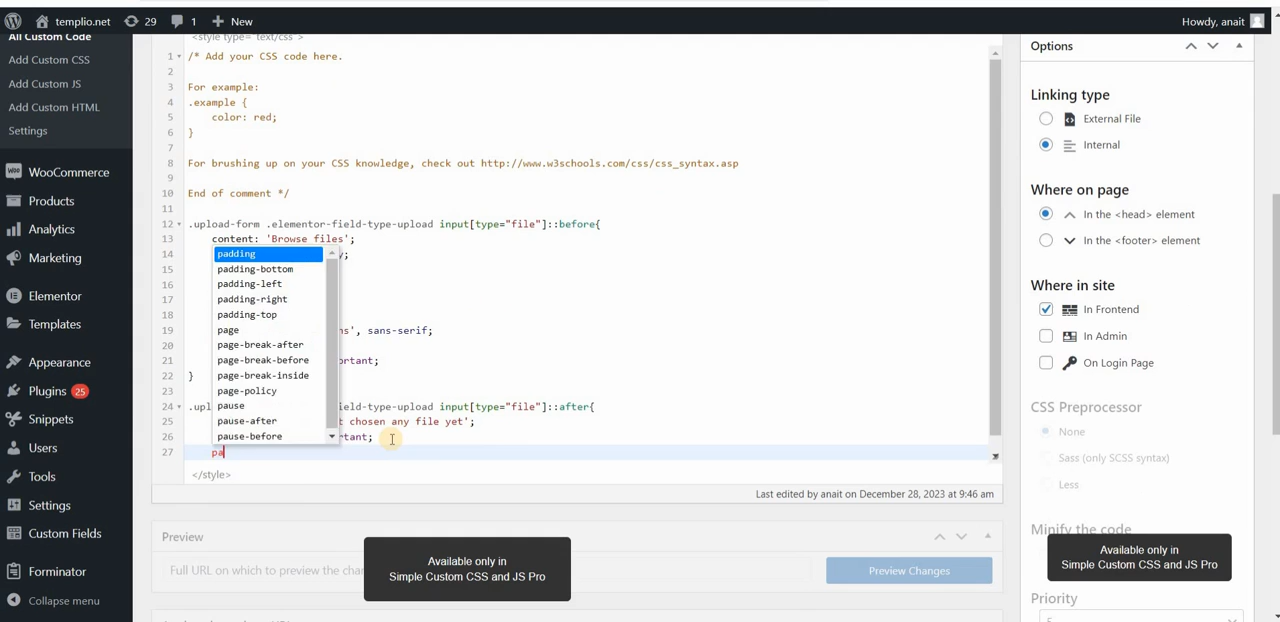 templio.net
29
1
New
Howdy, anait
All Custom Code
Add Custom CSS
Add Custom JS
Add Custom HTML
Settings
WooCommerce
Products
Analytics
Marketing
Elementor
Templates
Appearance
Plugins 25
Snippets
Users
Tools
Settings
Custom Fields
Forminator
Collapse menu
<style type="text/css">
1 /* Add your CSS code here.
2
3 For example:
4 .example {
5 color: red;
6 }
7
8 For brushing up on your CSS knowledge, check out http://www.w3schools.com/css/css_syntax.asp
9
10 End of comment */
11
12 .upload-form .elementor-field-type-upload input[type="file"]::before{
13 content: 'Browse files';
14 y;
15
16
17
18
19 ns', sans-serif;
20
21 ortant;
22 }
23
24 .upl field-type-upload input[type="file"]::after{
25 t chosen any file yet';
26 rtant;
27 pa
padding
padding-bottom
padding-left
padding-right
padding-top
page
page-break-after
page-break-before
page-break-inside
page-policy
pause
pause-after
pause-before
</style>
Last edited by anait on December 28, 2023 at 9:46 am
Preview
Full URL on which to preview the cha
Preview Changes
Available only in
Simple Custom CSS and JS Pro
Options
Linking type
External File
Internal
Where on page
In the <head> element
In the <footer> element
Where in site
In Frontend
In Admin
On Login Page
CSS Preprocessor
None
Sass (only SCSS syntax)
Less
Minify the code
Available only in
Simple Custom CSS and JS Pro
Priority